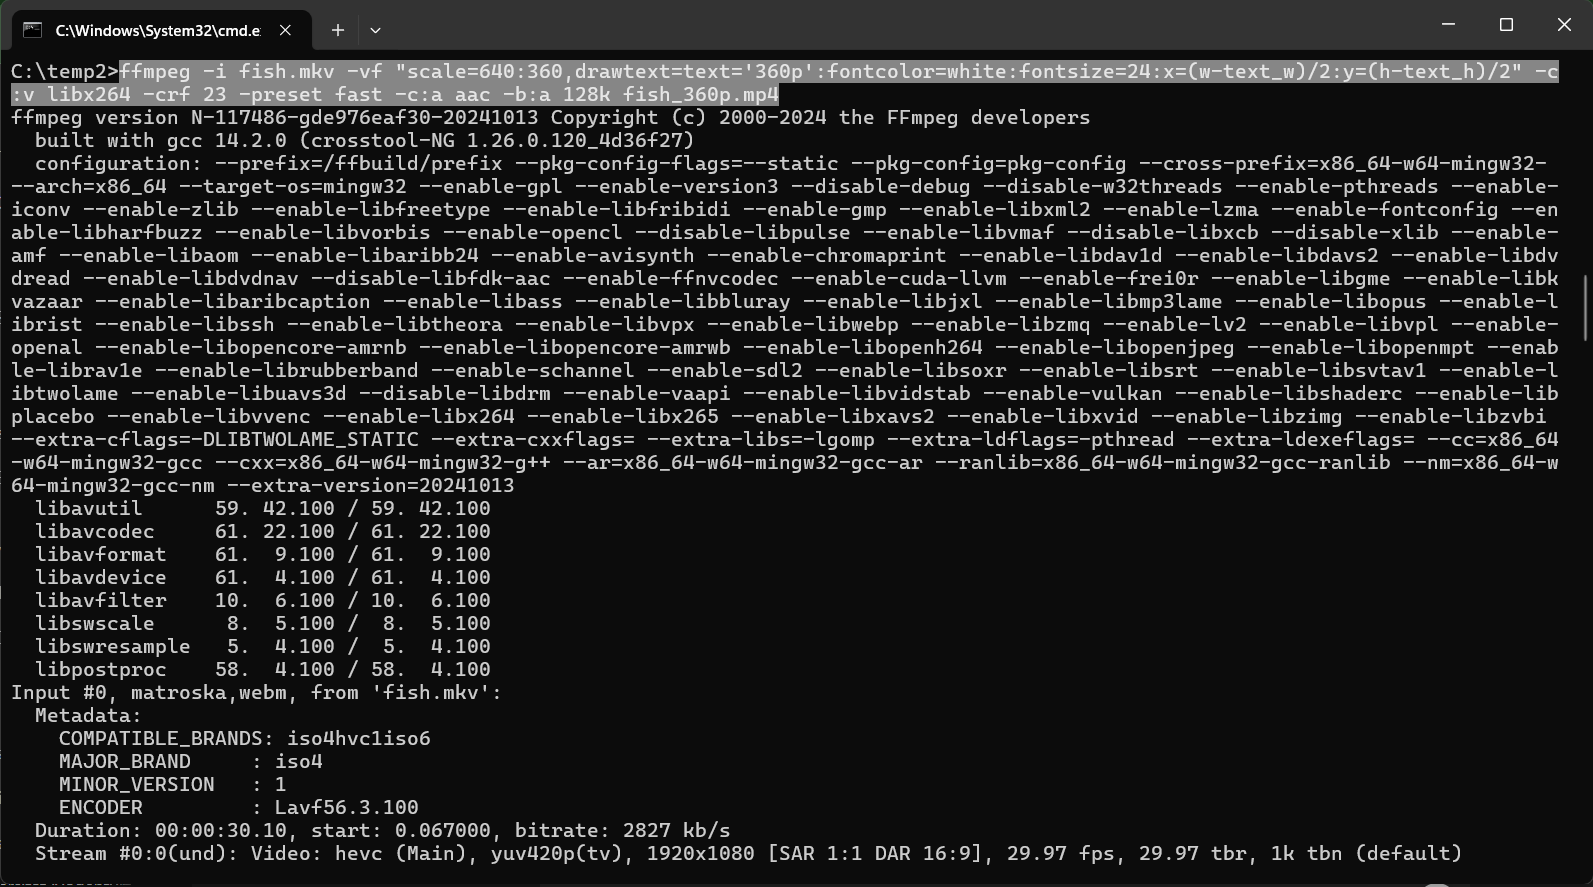 C:\Windows\System32\cmd.e
C:\temp2>ffmpeg -i fish.mkv -vf "scale=640:360,drawtext=text='360p':fontcolor=white:fontsize=24:x=(w-text_w)/2:y=(h-text_h)/2" -c
:v libx264 -crf 23 -preset fast -c:a aac -b:a 128k fish_360p.mp4
ffmpeg version N-117486-gde976eaf30-20241013 Copyright (c) 2000-2024 the FFmpeg developers
  built with gcc 14.2.0 (crosstool-NG 1.26.0.120_4d36f27)
  configuration: --prefix=/ffbuild/prefix --pkg-config-flags=--static --pkg-config=pkg-config --cross-prefix=x86_64-w64-mingw32-
--arch=x86_64 --target-os=mingw32 --enable-gpl --enable-version3 --disable-debug --disable-w32threads --enable-pthreads --enable-
iconv --enable-zlib --enable-libfreetype --enable-libfribidi --enable-gmp --enable-libxml2 --enable-lzma --enable-fontconfig --en
able-libharfbuzz --enable-libvorbis --enable-opencl --disable-libpulse --enable-libvmaf --disable-libxcb --disable-xlib --enable-
amf --enable-libaom --enable-libaribb24 --enable-avisynth --enable-chromaprint --enable-libdav1d --enable-libdavs2 --enable-libdv
dread --enable-libdvdnav --disable-libfdk-aac --enable-ffnvcodec --enable-cuda-llvm --enable-frei0r --enable-libgme --enable-libk
vazaar --enable-libaribcaption --enable-libass --enable-libbluray --enable-libjxl --enable-libmp3lame --enable-libopus --enable-l
ibrist --enable-libssh --enable-libtheora --enable-libvpx --enable-libwebp --enable-libzmq --enable-lv2 --enable-libvpl --enable-
openal --enable-libopencore-amrnb --enable-libopencore-amrwb --enable-libopenh264 --enable-libopenjpeg --enable-libopenmpt --enab
le-librav1e --enable-librubberband --enable-schannel --enable-sdl2 --enable-libsoxr --enable-libsrt --enable-libsvtav1 --enable-l
ibtwolame --enable-libuavs3d --disable-libdrm --enable-vaapi --enable-libvidstab --enable-vulkan --enable-libshaderc --enable-lib
placebo --enable-libvvenc --enable-libx264 --enable-libx265 --enable-libxavs2 --enable-libxvid --enable-libzimg --enable-libzvbi
--extra-cflags=-DLIBTWOLAME_STATIC --extra-cxxflags= --extra-libs=-lgomp --extra-ldflags=-pthread --extra-ldexeflags= --cc=x86_64
-w64-mingw32-gcc --cxx=x86_64-w64-mingw32-g++ --ar=x86_64-w64-mingw32-gcc-ar --ranlib=x86_64-w64-mingw32-gcc-ranlib --nm=x86_64-w
64-mingw32-gcc-nm --extra-version=20241013
  libavutil      59. 42.100 / 59. 42.100
  libavcodec     61. 22.100 / 61. 22.100
  libavformat    61.  9.100 / 61.  9.100
  libavdevice    61.  4.100 / 61.  4.100
  libavfilter    10.  6.100 / 10.  6.100
  libswscale      8.  5.100 /  8.  5.100
  libswresample   5.  4.100 /  5.  4.100
  libpostproc    58.  4.100 / 58.  4.100
Input #0, matroska,webm, from 'fish.mkv':
  Metadata:
    COMPATIBLE_BRANDS: iso4hvc1iso6
    MAJOR_BRAND     : iso4
    MINOR_VERSION   : 1
    ENCODER         : Lavf56.3.100
  Duration: 00:00:30.10, start: 0.067000, bitrate: 2827 kb/s
  Stream #0:0(und): Video: hevc (Main), yuv420p(tv), 1920x1080 [SAR 1:1 DAR 16:9], 29.97 fps, 29.97 tbr, 1k tbn (default)